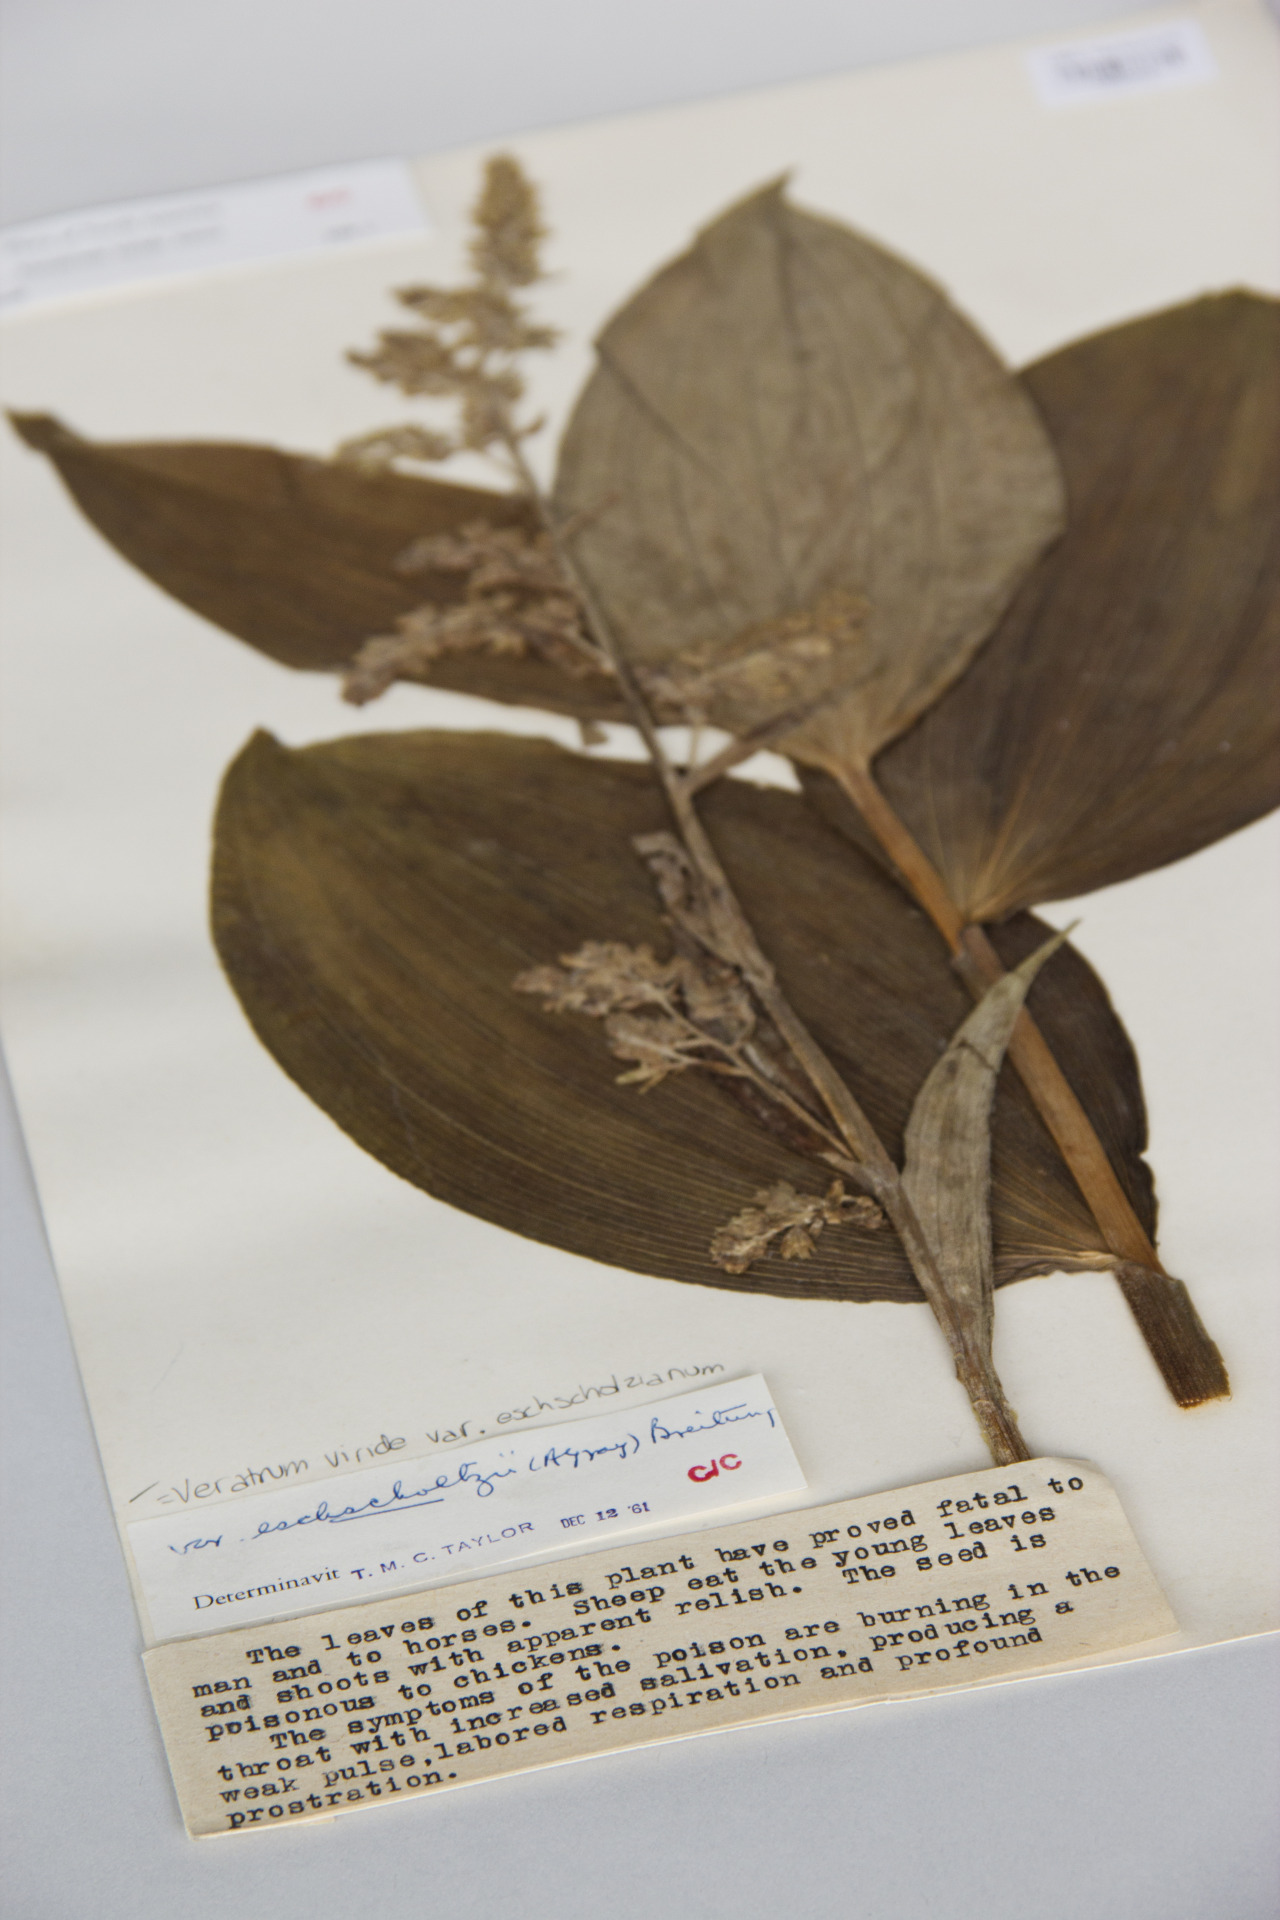 =Veratrum viride var. eschscholzianum
var. eschscholtzii (A Gray) Breitung
C/C
Determinavit T. M. C. TAYLOR DEC 12 '61
The leaves of this plant have proved fatal to
man and to horses. Sheep eat the young leaves
and shoots with apparent relish. The seed is
poisonous to chickens.
The symptoms of the poison are burning in the
throat with increased salivation, producing a
weak pulse,labored respiration and profound
prostration.